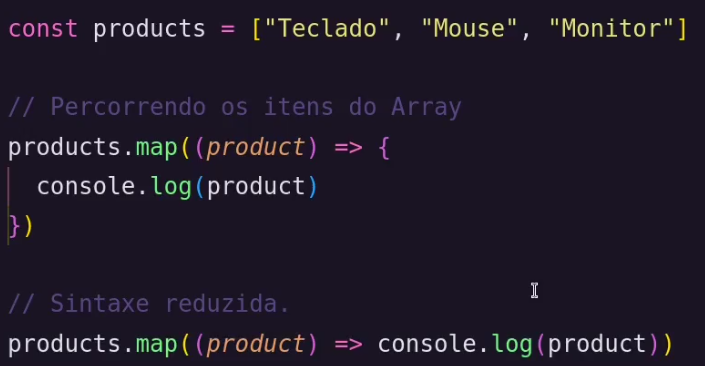 const products = ["Teclado", "Mouse", "Monitor"]
// Percorrendo os itens do Array
products.map((product) => {
  console.log(product)
})
// Sintaxe reduzida.
products.map((product) => console.log(product))